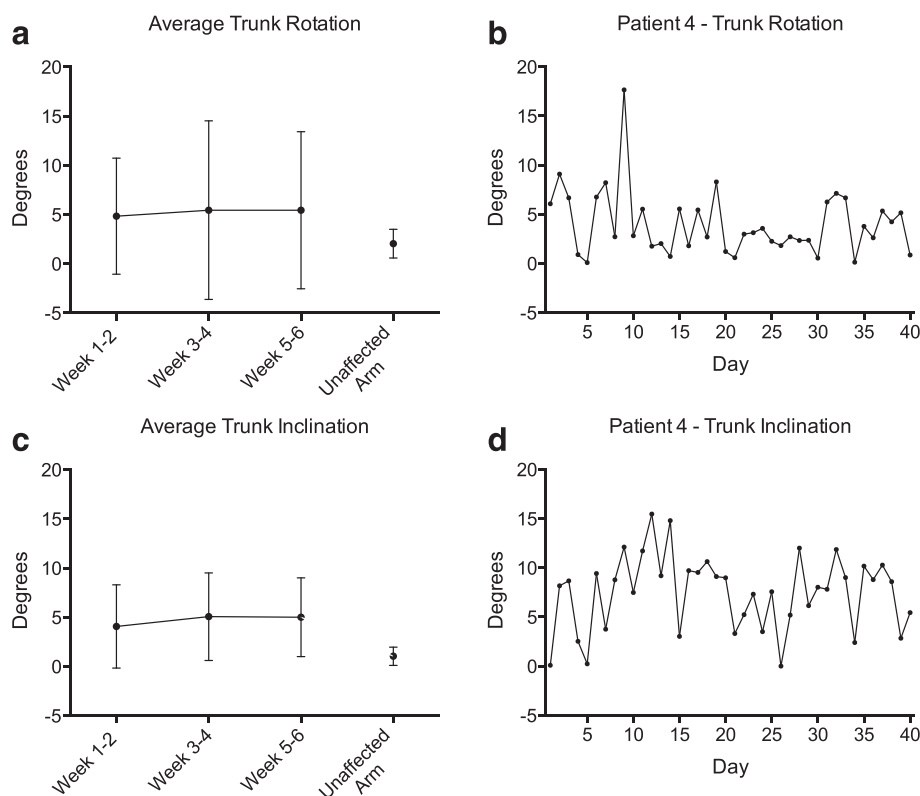 a
Average Trunk Rotation
20
15
10
5
0
-5
Degrees
Week 1-2
Week 3-4
Week 5-6
Unaffected
Arm
b
Patient 4 - Trunk Rotation
20
15
10
5
0
-5
Degrees
5 10 15 20 25 30 35 40
Day
c
Average Trunk Inclination
20
15
10
5
0
-5
Degrees
Week 1-2
Week 3-4
Week 5-6
Unaffected
Arm
d
Patient 4 - Trunk Inclination
20
15
10
5
0
-5
Degrees
5 10 15 20 25 30 35 40
Day